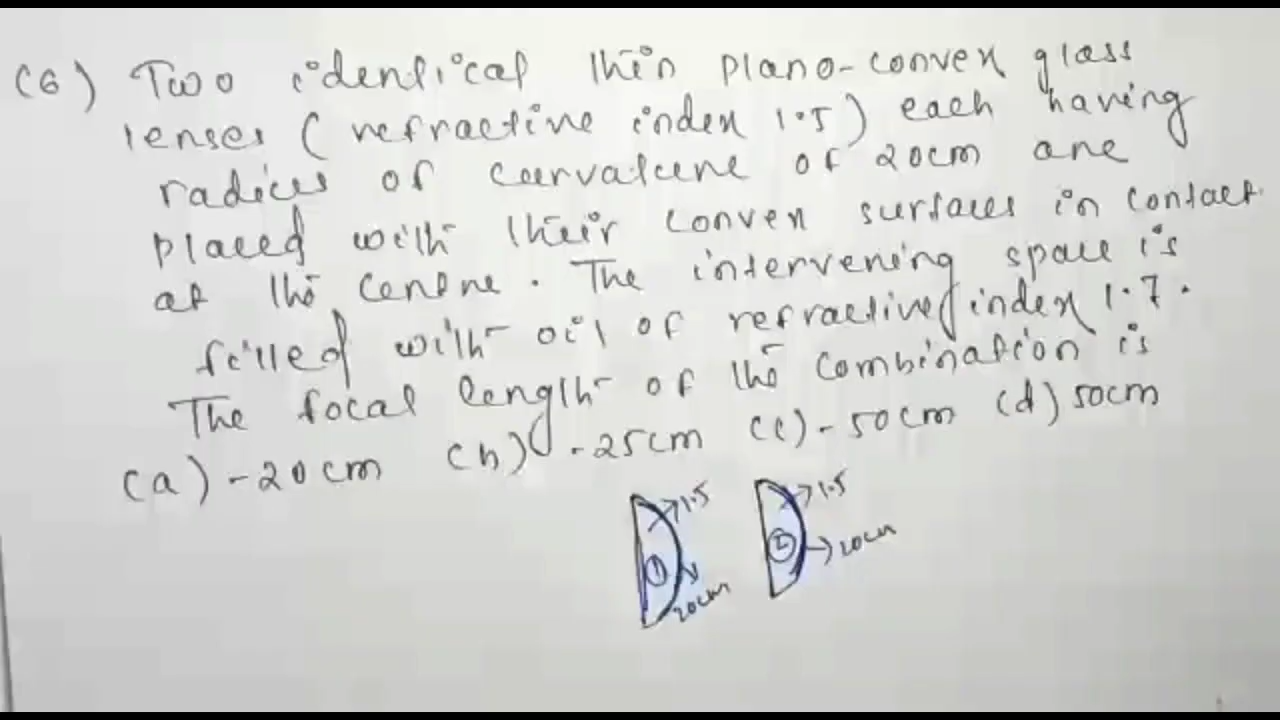 (6) Two identical thin plano-convex glass
lenses (refractive index 1.5) each having
radius of curvature of 20cm are
placed with their convex surfaces in contact
at the centre. The intervening space is
filled with oil of refractive index 1.7.
The focal length of the combination is
(a) -20cm (b) -25cm (c) -50cm (d) 50cm
1.5
1.5
1
2
20cm
20cm